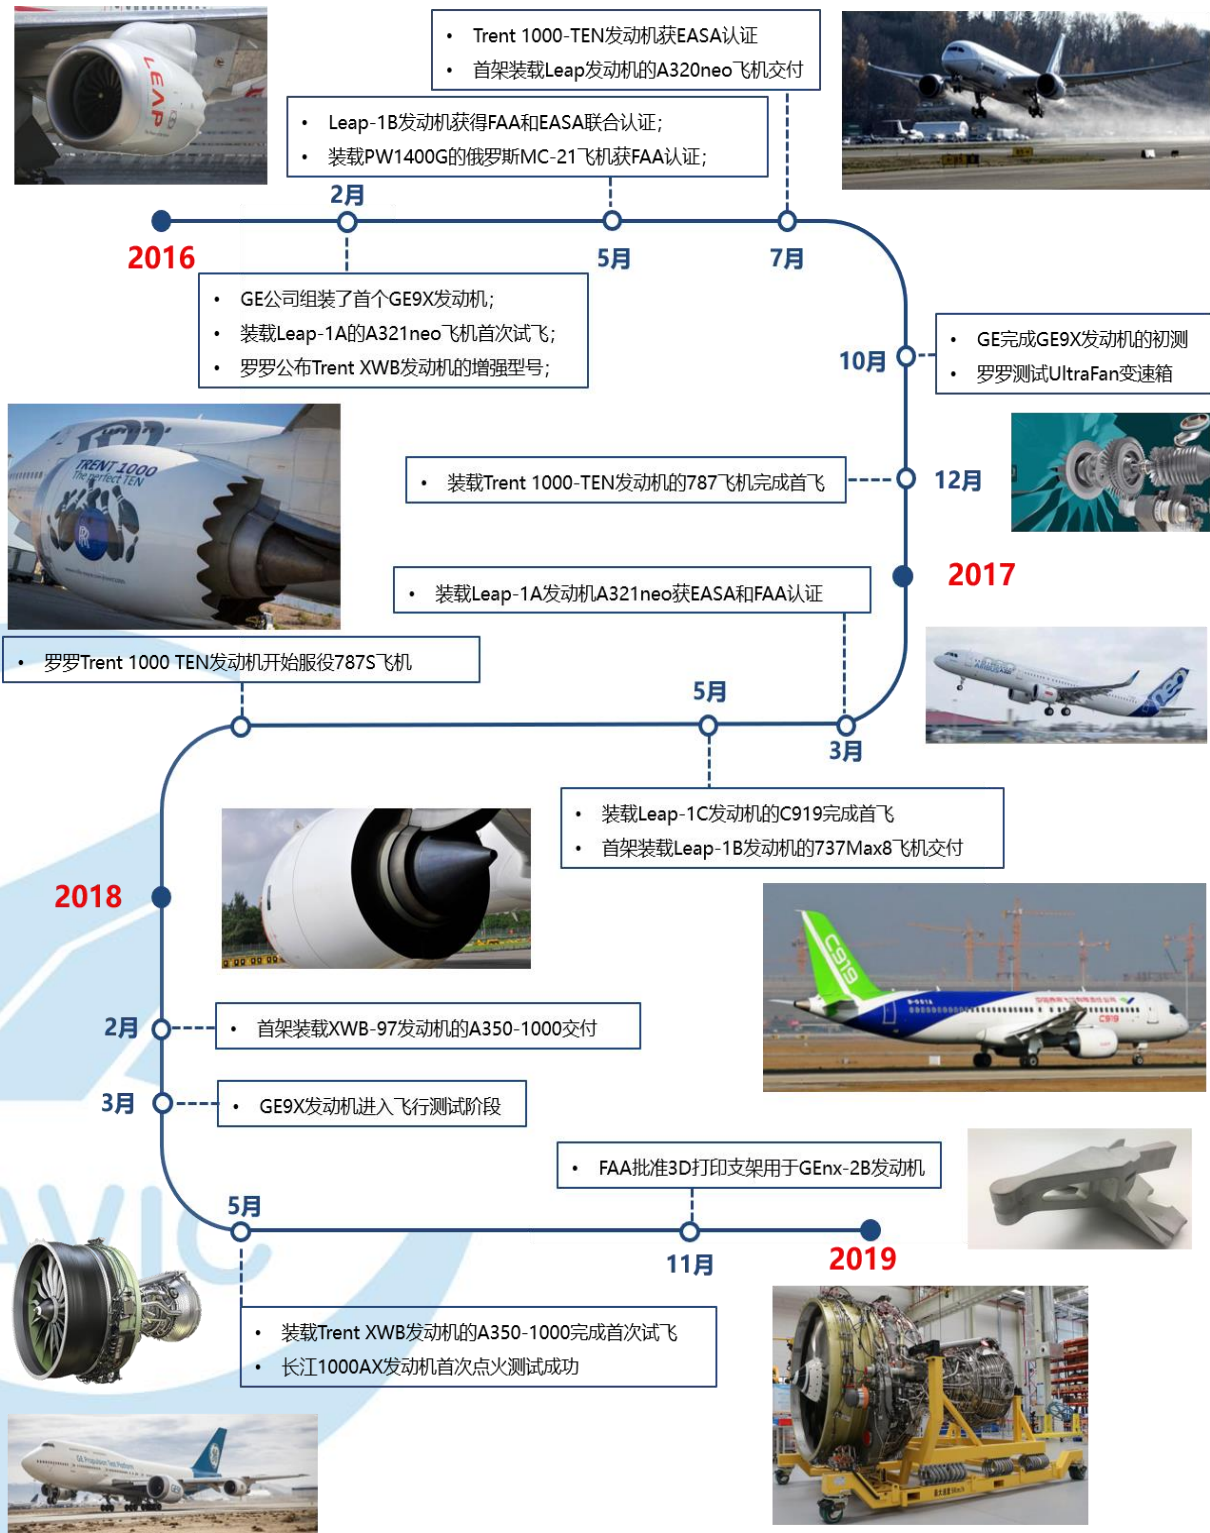 Trent 1000-TEN发动机获EASA认证
首架装载Leap发动机的A320neo飞机交付
LEAP
Leap-1B发动机获得FAA和EASA联合认证；
装载PW1400G的俄罗斯MC-21飞机获FAA认证；
2月
2016
5月
7月
GE公司组装了首个GE9X发动机；
装载Leap-1A的A321neo飞机首次试飞；
罗罗公布Trent XWB发动机的增强型号；
10月
GE完成GE9X发动机的初测
罗罗测试UltraFan变速箱
TRENT 1000
The perfect TEN
装载Trent 1000-TEN发动机的787飞机完成首飞
12月
2017
装载Leap-1A发动机A321neo获EASA和FAA认证
罗罗Trent 1000 TEN发动机开始服役787S飞机
5月
3月
装载Leap-1C发动机的C919完成首飞
首架装载Leap-1B发动机的737Max8飞机交付
2018
C919
C919
2月
首架装载XWB-97发动机的A350-1000交付
3月
GE9X发动机进入飞行测试阶段
FAA批准3D打印支架用于GEnx-2B发动机
5月
AVIC
11月
2019
装载Trent XWB发动机的A350-1000完成首次试飞
长江1000AX发动机首次点火测试成功